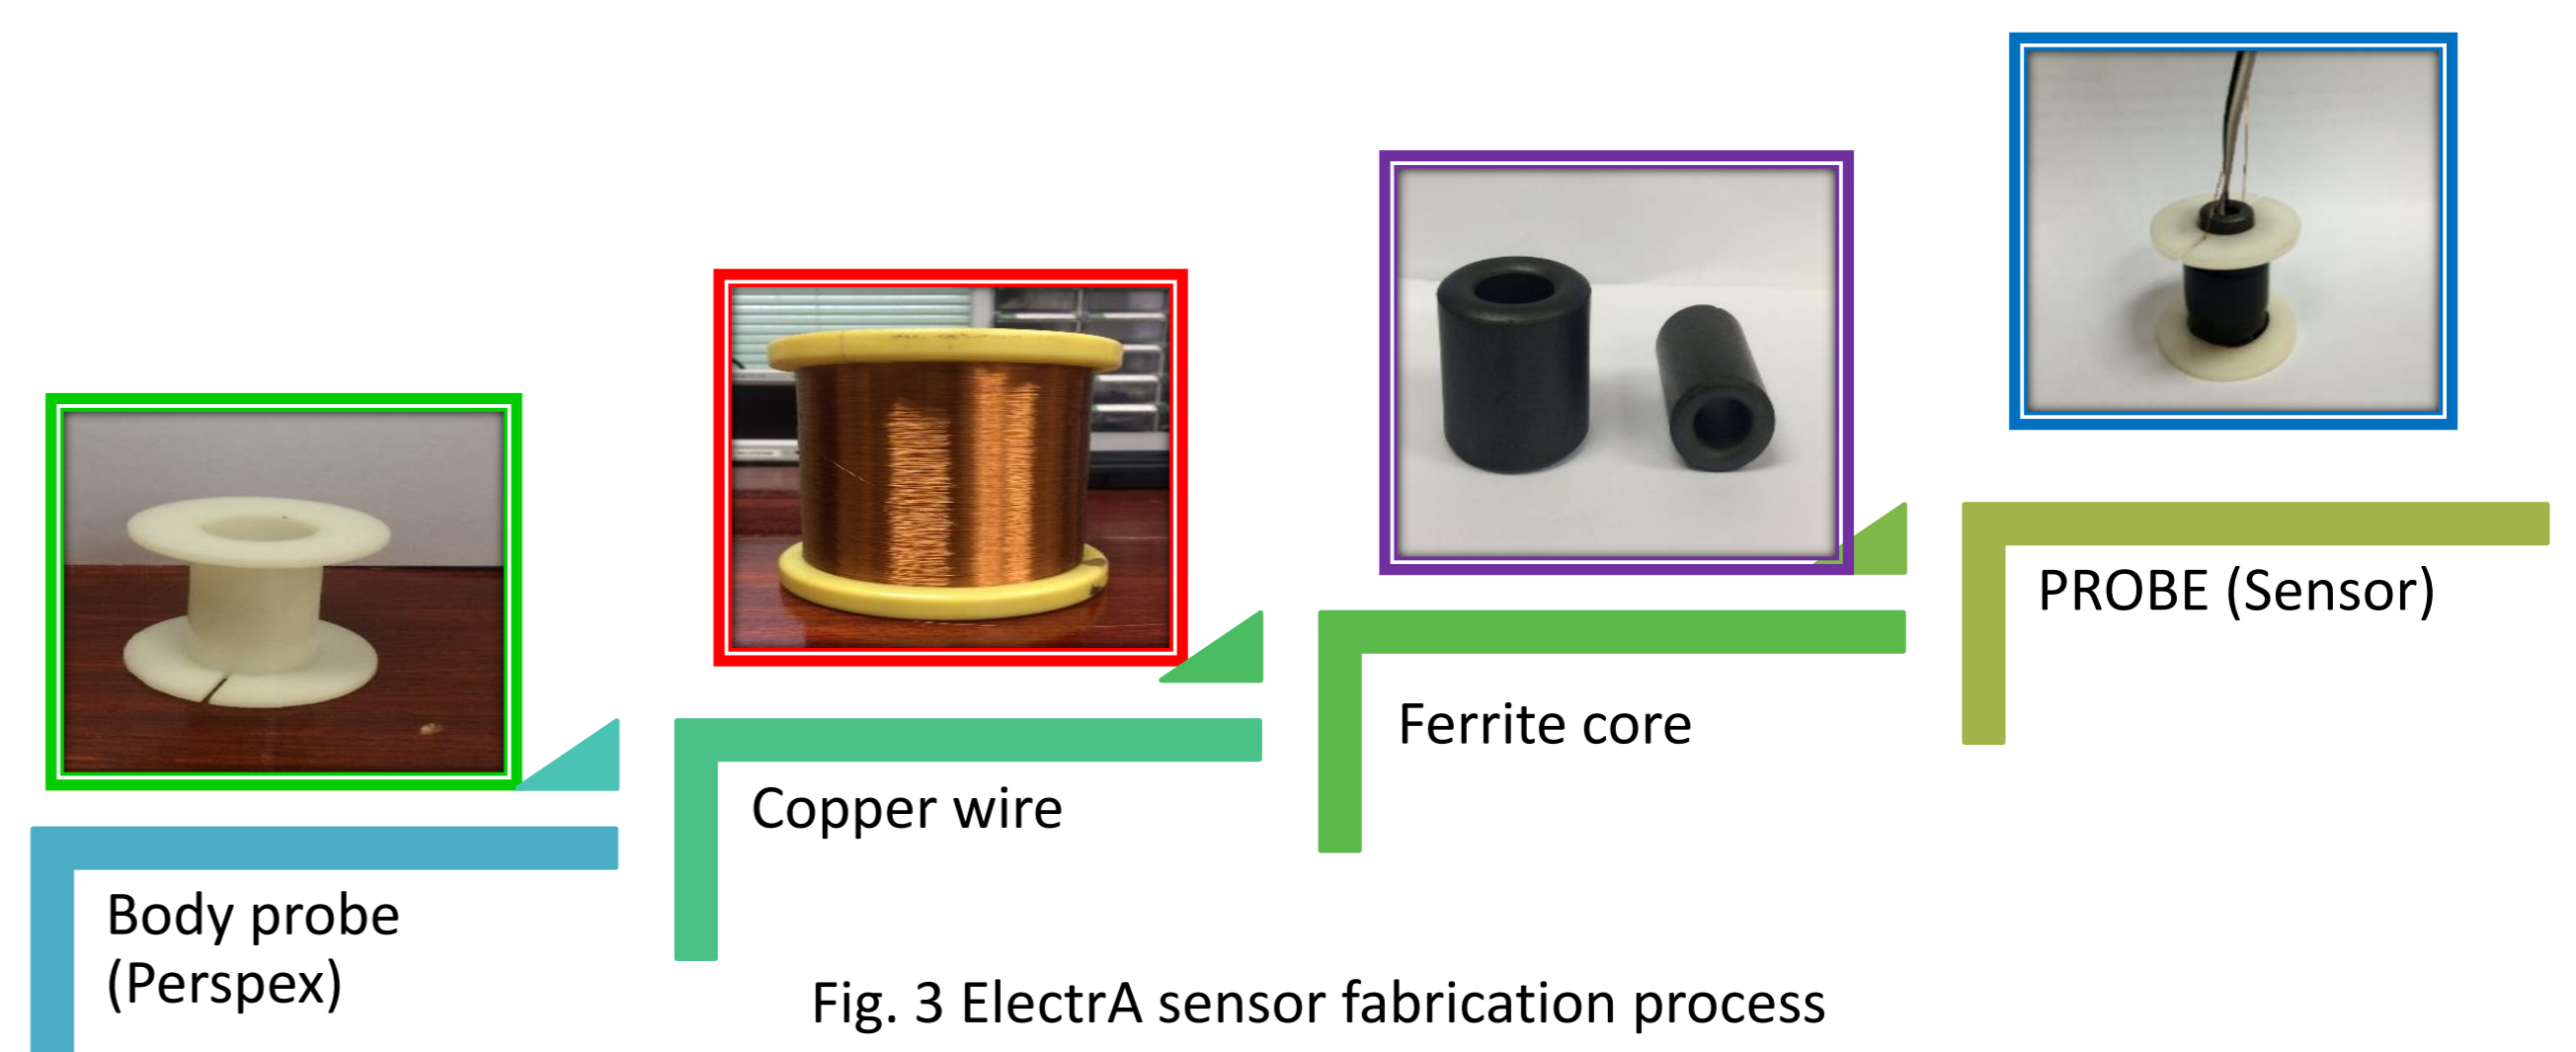 Body probe
(Perspex)
Copper wire
Ferrite core
PROBE (Sensor)
Fig. 3 ElectrA sensor fabrication process